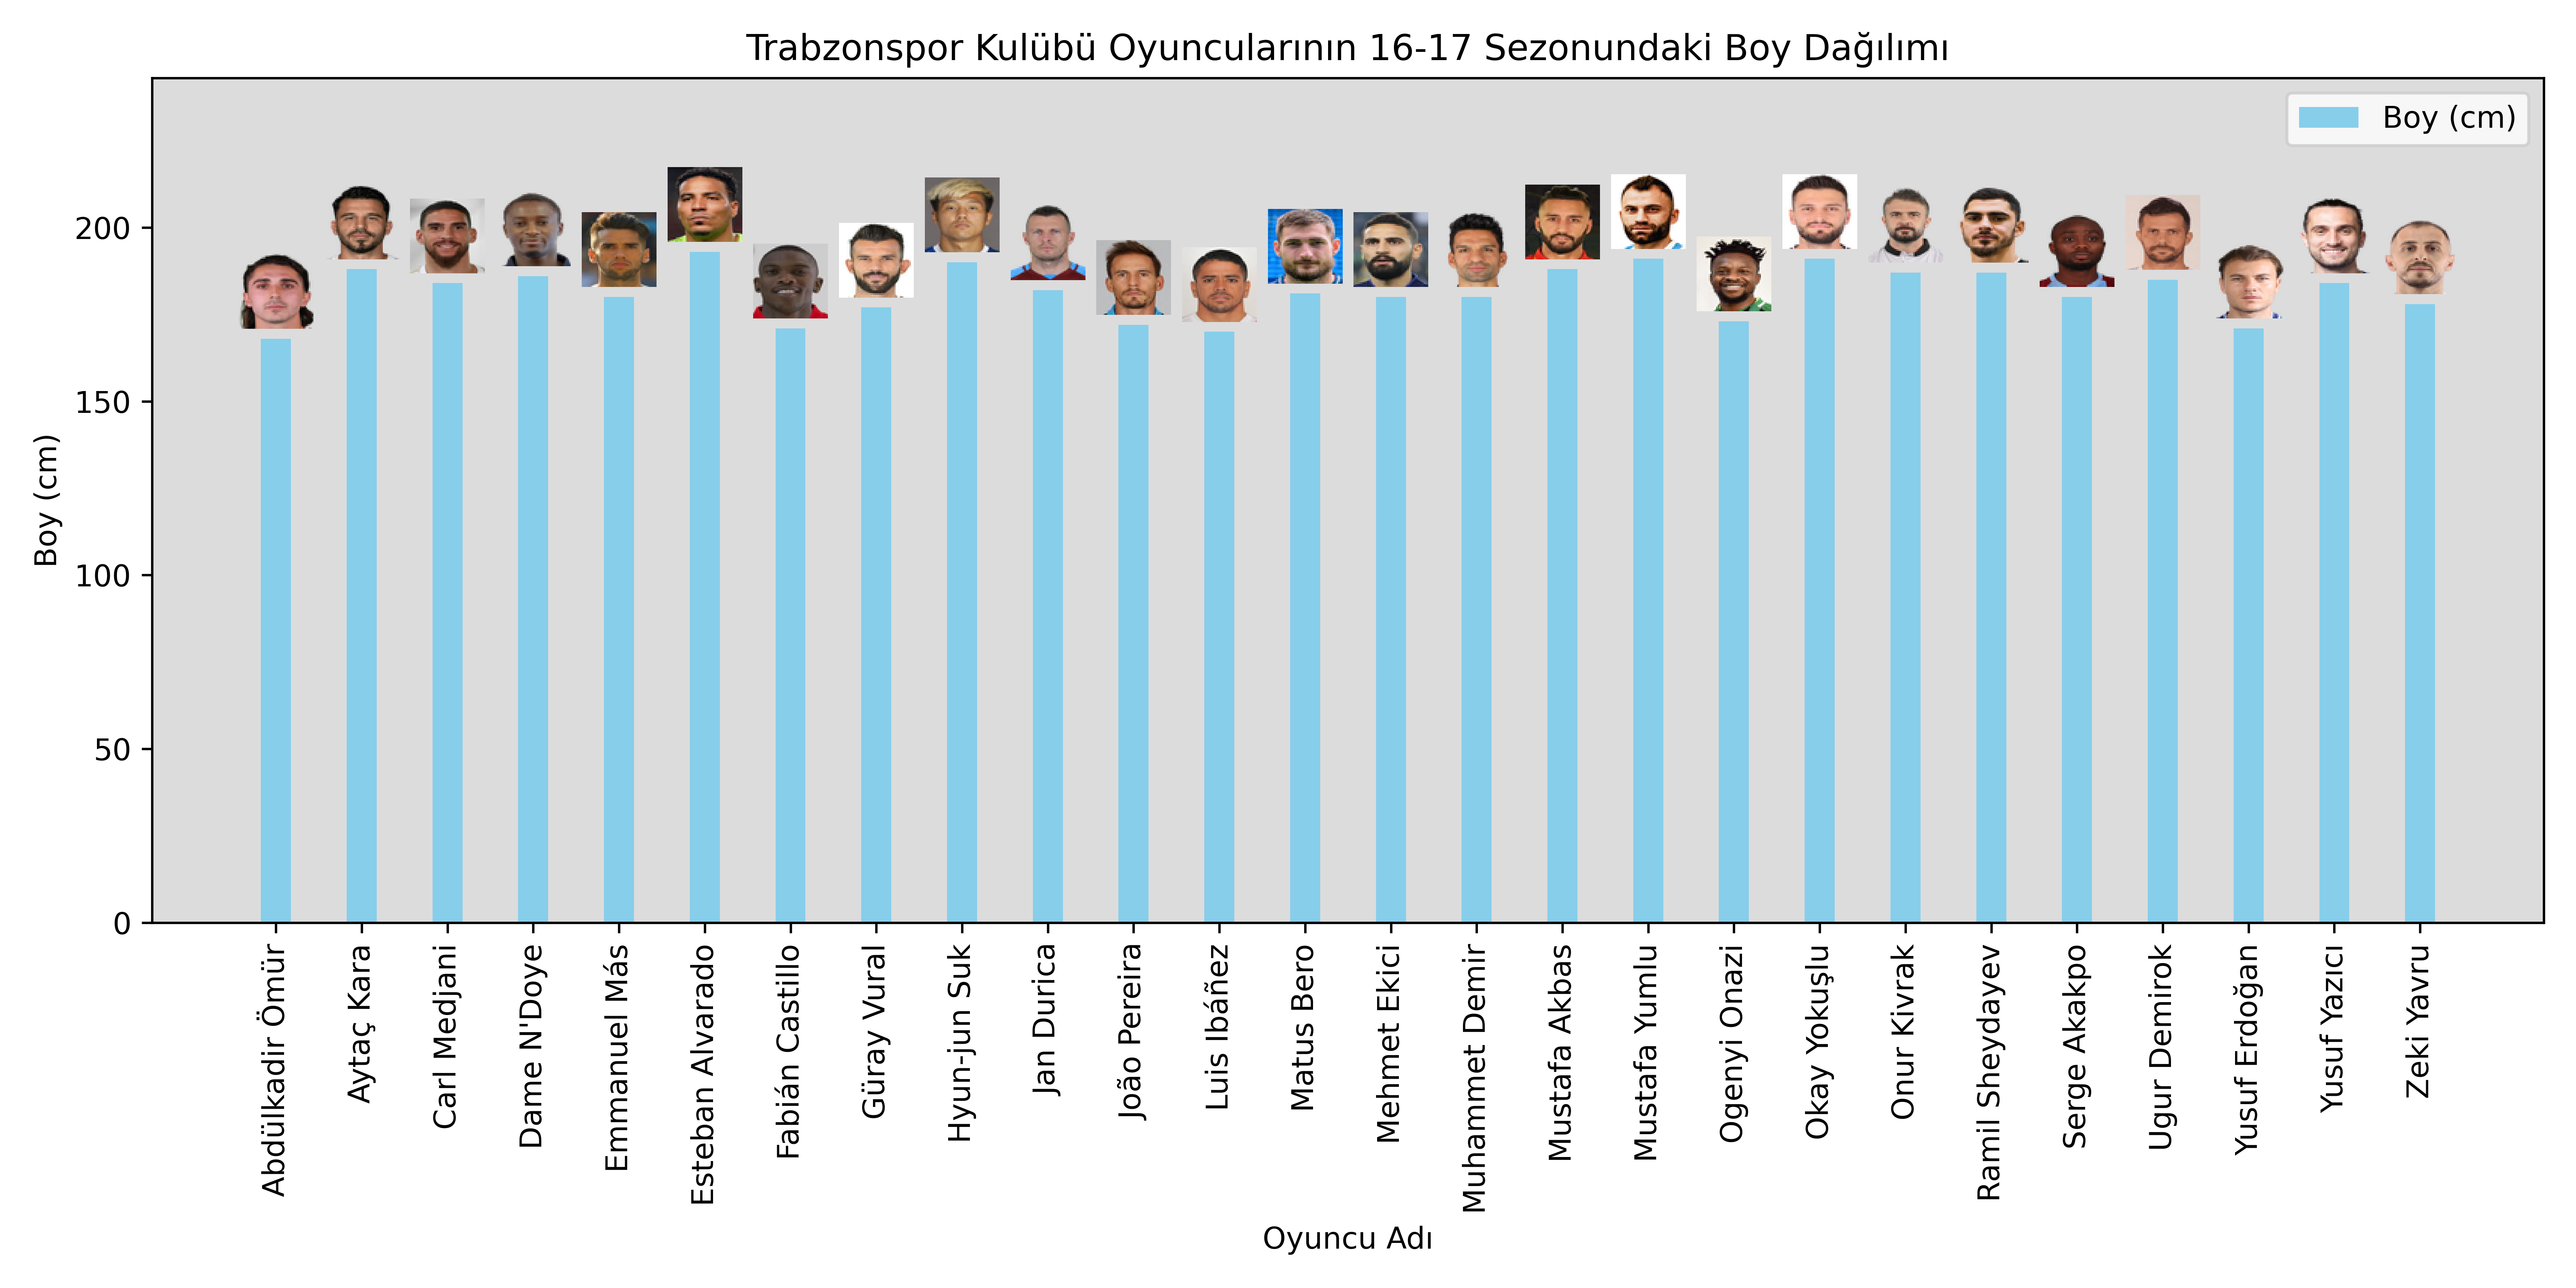 Trabzonspor Kulübü Oyuncularının 16-17 Sezonundaki Boy Dağılımı
Boy (cm)
Boy (cm)
200
150
100
50
0
Abdülkadir Ömür
Aytaç Kara
Carl Medjani
Dame N'Doye
Emmanuel Más
Esteban Alvarado
Fabián Castillo
Güray Vural
Hyun-jun Suk
Jan Durica
João Pereira
Luis Ibáñez
Matus Bero
Mehmet Ekici
Muhammet Demir
Mustafa Akbas
Mustafa Yumlu
Ogenyi Onazi
Okay Yokuşlu
Onur Kivrak
Ramil Sheydayev
Serge Akakpo
Ugur Demirok
Yusuf Erdoğan
Yusuf Yazıcı
Zeki Yavru
Oyuncu Adı